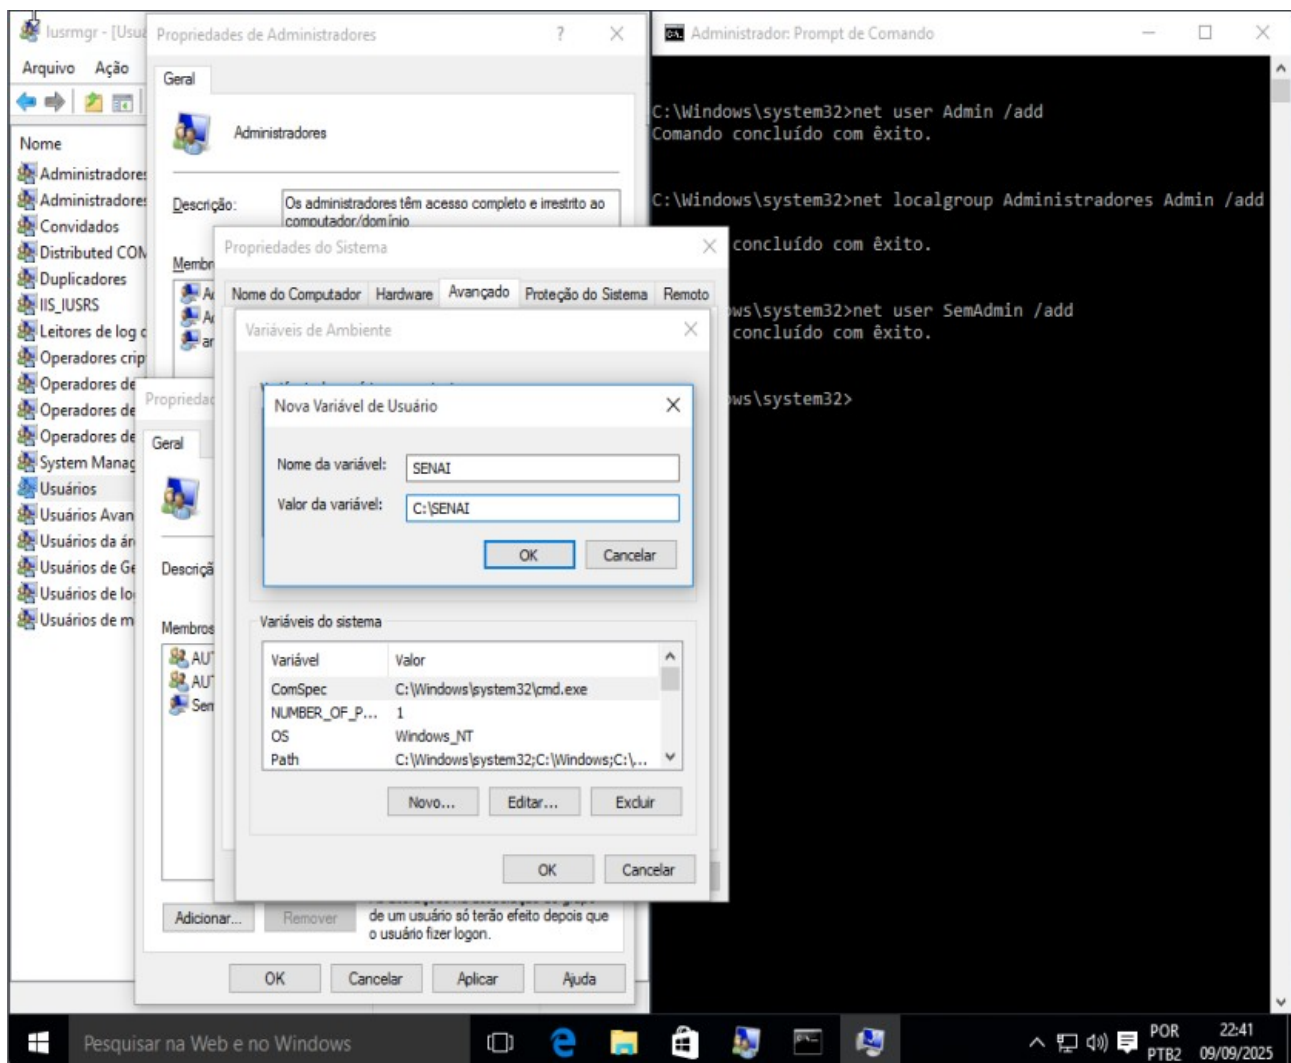 lusrmgr - [Usuá
Arquivo Ação
Nome
Administradores
Administradores
Convidados
Distributed COM
Duplicadores
IIS_IUSRS
Leitores de log d
Operadores crip
Operadores de
Operadores de
Operadores de
System Manag
Usuários
Usuários Avan
Usuários da ár
Usuários de Ge
Usuários de lo
Usuários de m
Propriedades de Administradores
Geral
Administradores
Descrição:
Os administradores têm acesso completo e irrestrito ao
computador/domínio
Membr
Ar
Propriedad
Geral
Descriçã
Membros
AUT
AUT
Sem
Adicionar... Remover
de um usuário só terão efeito depois que
o usuário fizer logon.
OK Cancelar Aplicar Ajuda
Propriedades do Sistema
Nome do Computador Hardware Avançado Proteção do Sistema Remoto
Variáveis de Ambiente
Nova Variável de Usuário
Nome da variável: SENAI
Valor da variável: C:\SENAI
OK Cancelar
Variáveis do sistema
Variável Valor
ComSpec C:\Windows\system32\cmd.exe
NUMBER_OF_P... 1
OS Windows_NT
Path C:\Windows\system32;C:\Windows;C:\...
Novo... Editar... Excluir
OK Cancelar
Administrador: Prompt de Comando
C:\Windows\system32>net user Admin /add
Comando concluído com êxito.
C:\Windows\system32>net localgroup Administradores Admin /add
concluído com êxito.
ws\system32>net user SemAdmin /add
concluído com êxito.
ws\system32>
Pesquisar na Web e no Windows
POR
PTB2
22:41
09/09/2025